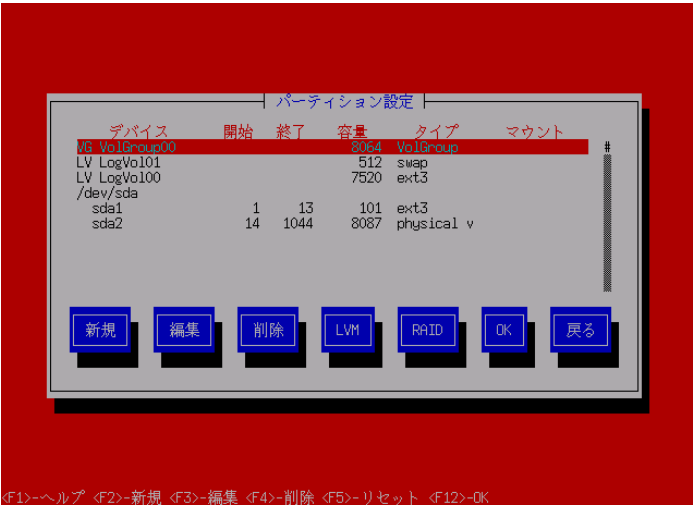 パーティション設定
デバイス 開始 終了 容量 タイプ マウント
VG VolGroup00 8064 VolGroup #
LV LogVol01 512 swap
LV LogVol00 7520 ext3
/dev/sda
sda1 1 13 101 ext3
sda2 14 1044 8087 physical v
新規 編集 削除 LVM RAID OK 戻る
<F1>-ヘルプ <F2>-新規 <F3>-編集 <F4>-削除 <F5>-リセット <F12>-OK